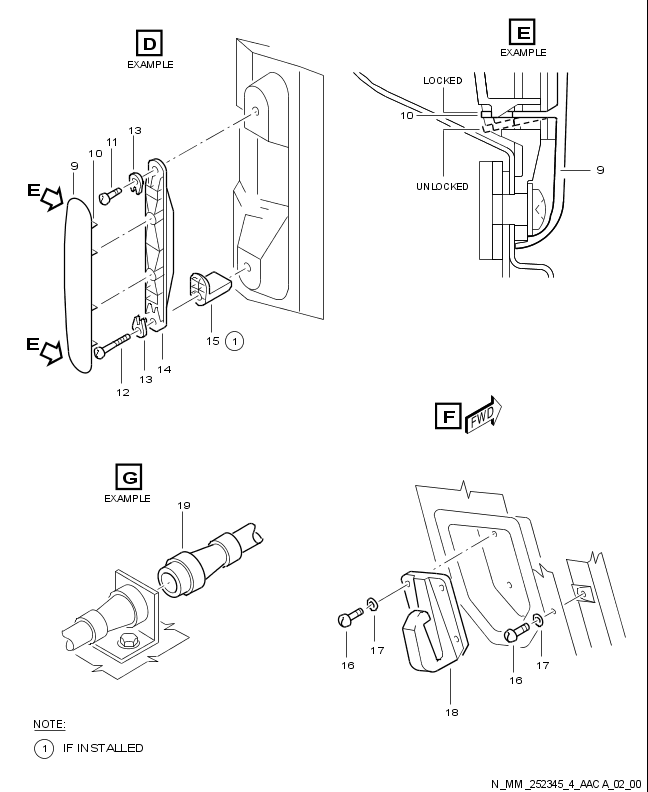 D
EXAMPLE
E
EXAMPLE
LOCKED
10
UNLOCKED
9
13
11
10
9
E
E
12
13
14
15
1
F
FWD
G
EXAMPLE
19
16
17
16
17
18
NOTE:
1 IF INSTALLED
N_MM_252345_4_AACA_02_00